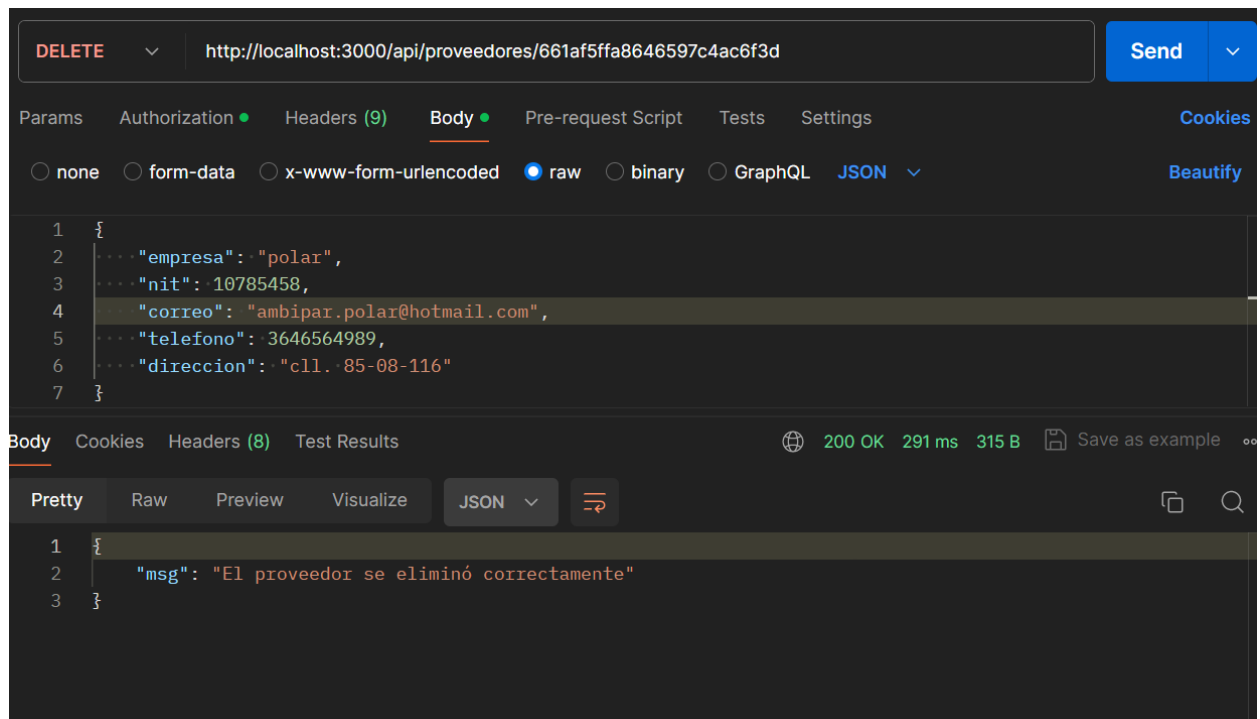 DELETE http://localhost:3000/api/proveedores/661af5ffa8646597c4ac6f3d Send
Params Authorization Headers (9) Body Pre-request Script Tests Settings Cookies
none form-data x-www-form-urlencoded raw binary GraphQL JSON Beautify
1 {
2 "empresa": "polar",
3 "nit": 10785458,
4 "correo": "ambipar.polar@hotmail.com",
5 "telefono": 3646564989,
6 "direccion": "cll. 85-08-116"
7 }
Body Cookies Headers (8) Test Results 200 OK 291 ms 315 B Save as example
Pretty Raw Preview Visualize JSON
1 {
2 "msg": "El proveedor se eliminó correctamente"
3 }